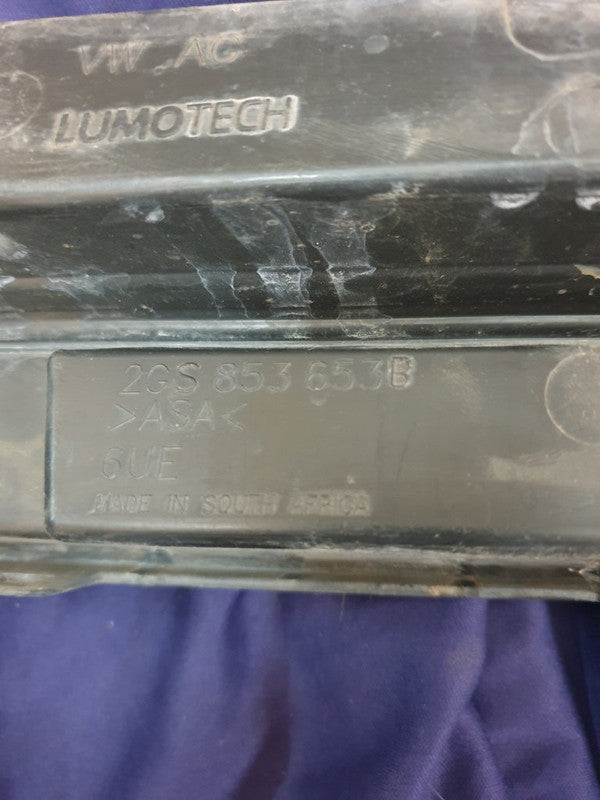 VW AG
LUMOTECH
2GS 853 653B
>ASA<
6UE
MADE IN SOUTH AFRICA